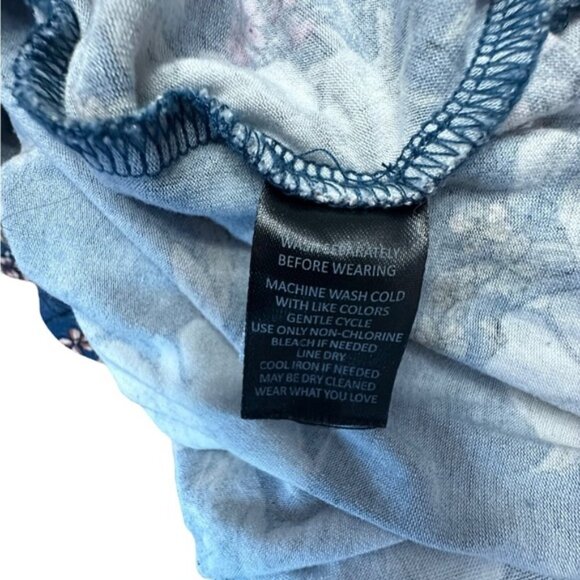 WASH SEPARATELY
BEFORE WEARING
MACHINE WASH COLD
WITH LIKE COLORS
GENTLE CYCLE
USE ONLY NON-CHLORINE
BLEACH IF NEEDED
LINE DRY
COOL IRON IF NEEDED
MAY BE DRY CLEANED
WEAR WHAT YOU LOVE